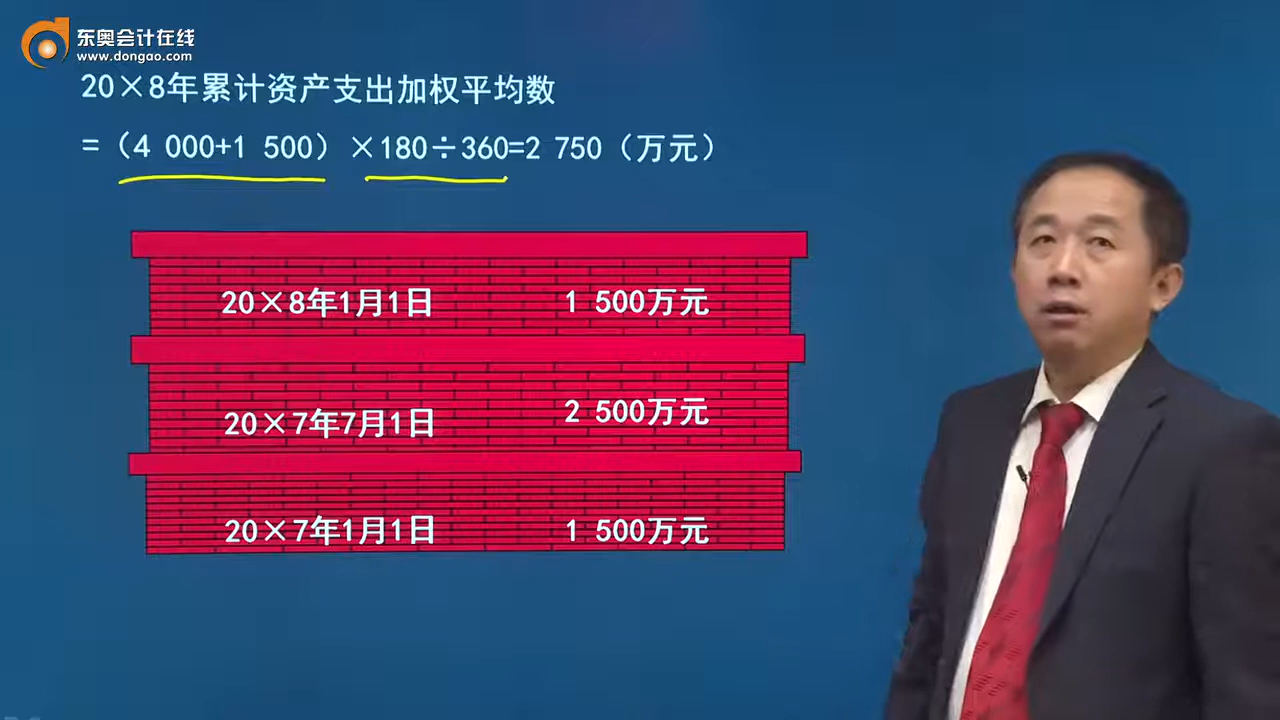 东奥会计在线
www.dongao.com
20×8年累计资产支出加权平均数
=（4 000+1 500）×180÷360=2 750（万元）
20×8年1月1日 1 500万元
20×7年7月1日 2 500万元
20×7年1月1日 1 500万元